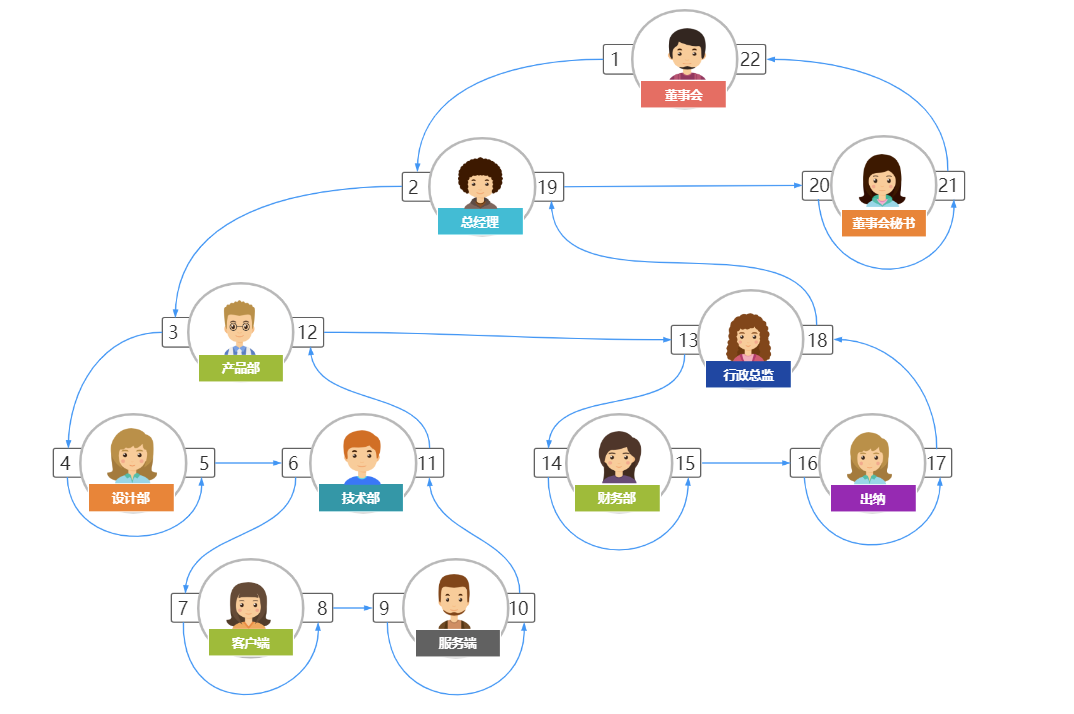 1 22
董事会
2 19 20 21
总经理 董事会秘书
3 12 13 18
产品部 行政总监
4 5 6 11 14 15 16 17
设计部 技术部 财务部 出纳
7 8 9 10
客户端 服务端